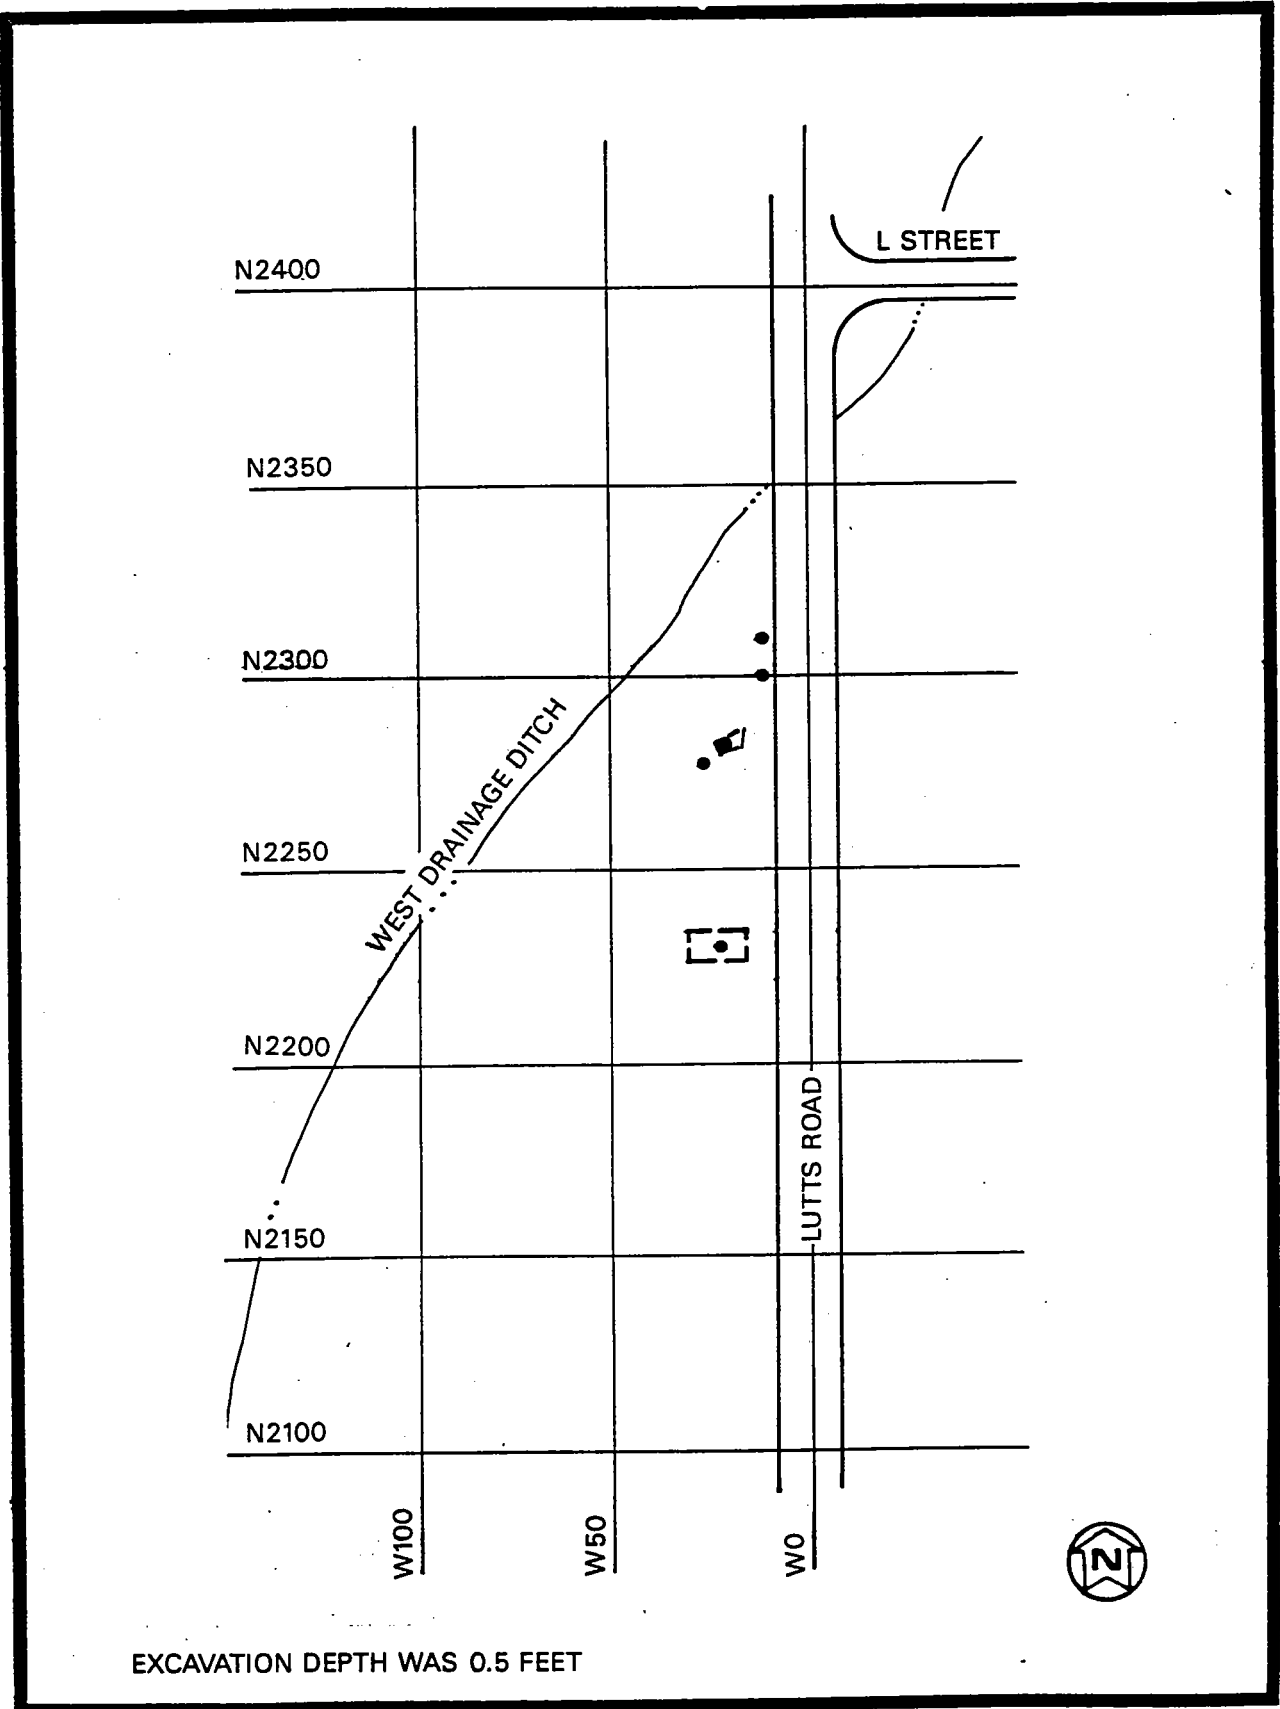 L STREET
N2400
N2350
N2300
WEST DRAINAGE DITCH
N2250
N2200
LUTTS ROAD
N2150
N2100
W100
W50
W0
N
EXCAVATION DEPTH WAS 0.5 FEET